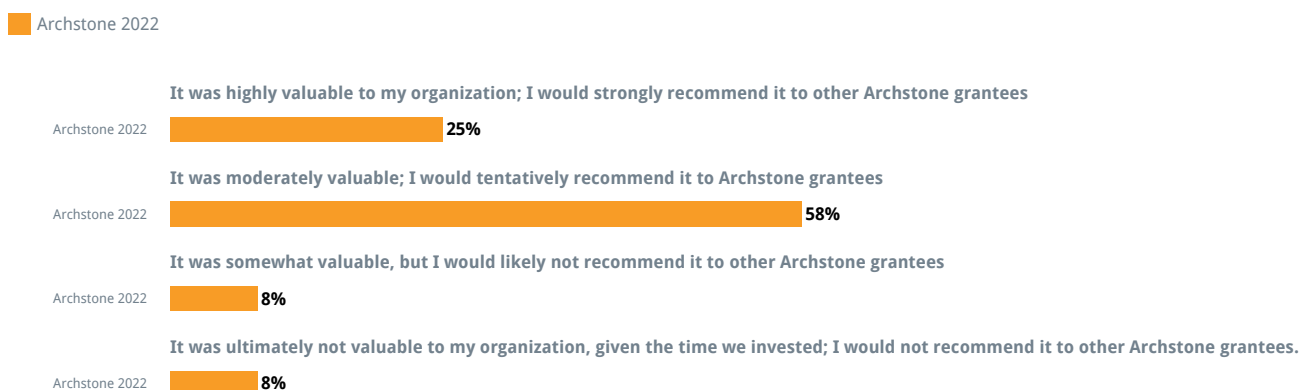 Archstone 2022
It was highly valuable to my organization; I would strongly recommend it to other Archstone grantees
Archstone 2022 25%
It was moderately valuable; I would tentatively recommend it to Archstone grantees
Archstone 2022 58%
It was somewhat valuable, but I would likely not recommend it to other Archstone grantees
Archstone 2022 8%
It was ultimately not valuable to my organization, given the time we invested; I would not recommend it to other Archstone grantees.
Archstone 2022 8%